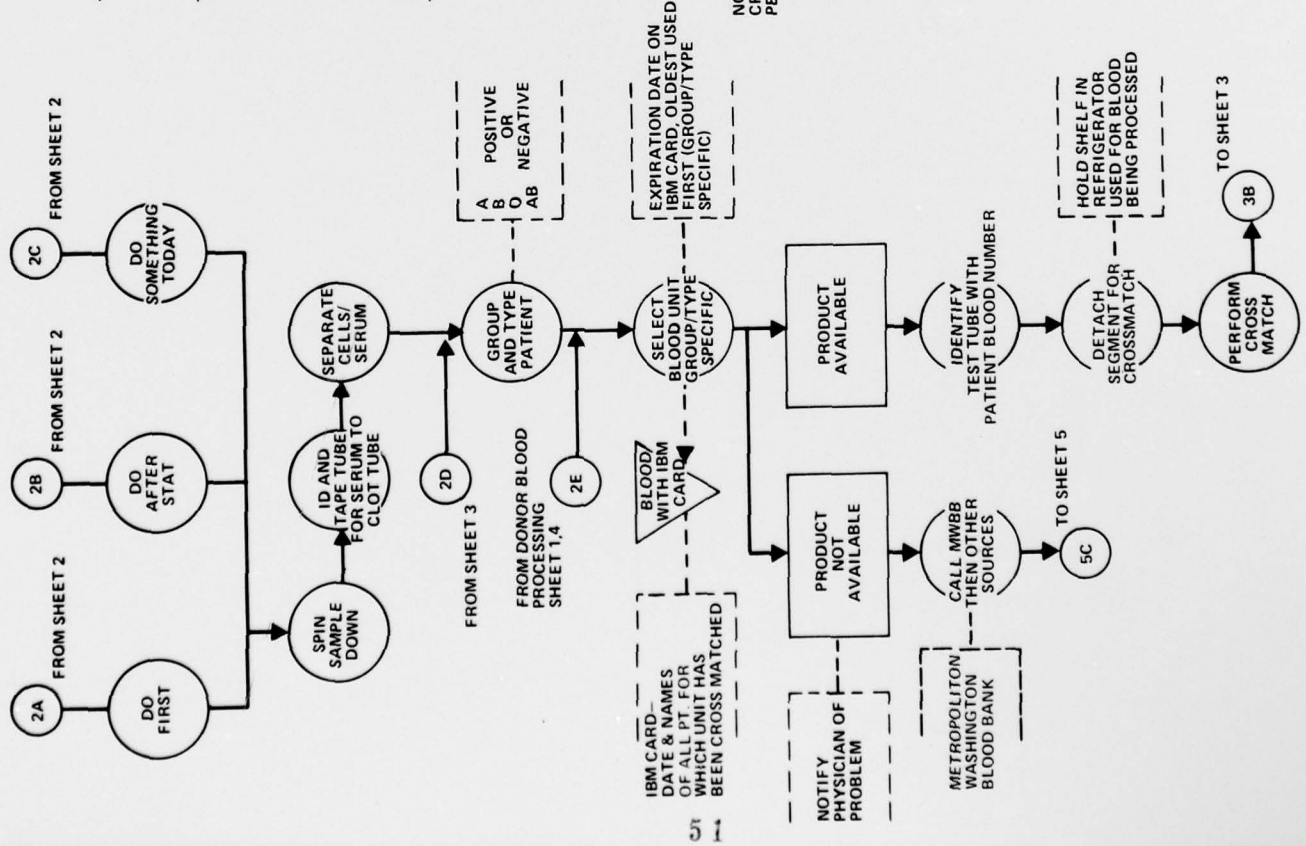 2A
FROM SHEET 2
2B
FROM SHEET 2
2C
FROM SHEET 2
DO
FIRST
DO
AFTER
STAT
DO
SOMETHING
TODAY
SPIN
SAMPLE
DOWN
ID AND
TAPE TUBE
FOR SERUM TO
CLOT TUBE
SEPARATE
CELLS/
SERUM
2D
FROM SHEET 3
GROUP
AND TYPE
PATIENT
A
B
O
AB
POSITIVE
OR
NEGATIVE
FROM DONOR BLOOD
PROCESSING
SHEET 1,4
2E
IBM CARD–
DATE & NAMES
OF ALL PT. FOR
WHICH UNIT HAS
BEEN CROSS MATCHED
BLOOD/
WITH IBM
CARD
SELECT
BLOOD UNIT
GROUP/TYPE
SPECIFIC
EXPIRATION DATE ON
IBM CARD, OLDEST USED
FIRST (GROUP/TYPE
SPECIFIC)
NOTIFY
PHYSICIAN OF
PROBLEM
PRODUCT
NOT
AVAILABLE
PRODUCT
AVAILABLE
METROPOLITON
WASHINGTON
BLOOD BANK
CALL MWBB
THEN OTHER
SOURCES
IDENTIFY
TEST TUBE WITH
PATIENT BLOOD NUMBER
5C
TO SHEET 5
DETACH
SEGMENT FOR
CROSSMATCH
HOLD SHELF IN
REFRIGERATOR
USED FOR BLOOD
BEING PROCESSED
PERFORM
CROSS
MATCH
3B
TO SHEET 3
51